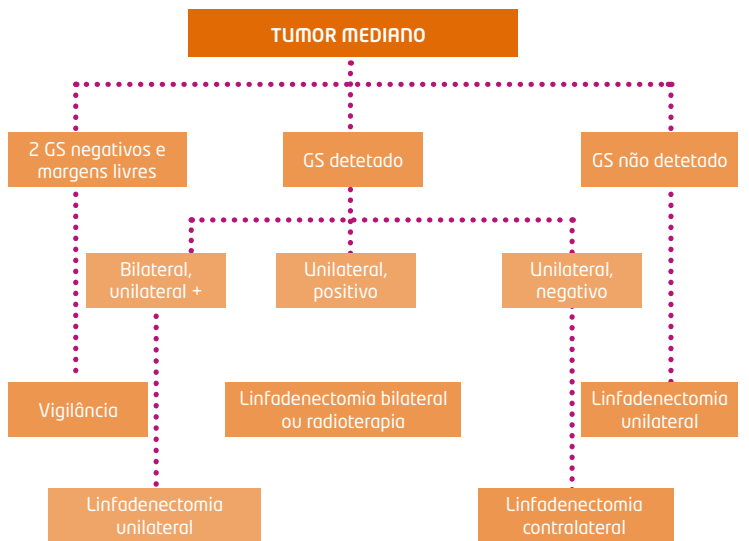 TUMOR MEDIANO
2 GS negativos e
margens livres
GS detetado
GS não detetado
Bilateral,
unilateral +
Unilateral,
positivo
Unilateral,
negativo
Vigilância
Linfadenectomia bilateral
ou radioterapia
Linfadenectomia
unilateral
Linfadenectomia
unilateral
Linfadenectomia
contralateral